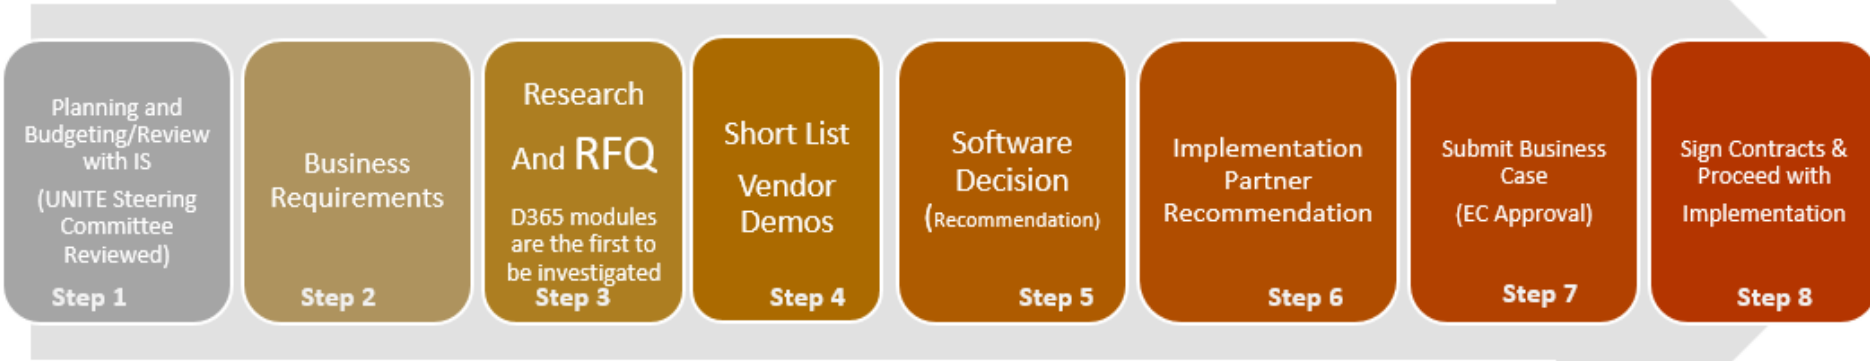 Planning and
Budgeting/Review
with IS
(UNITE Steering
Committee
Reviewed)
Step 1
Business
Requirements
Step 2
Research
And RFQ
D365 modules
are the first to
be investigated
Step 3
Short List
Vendor
Demos
Step 4
Software
Decision
(Recommendation)
Step 5
Implementation
Partner
Recommendation
Step 6
Submit Business
Case
(EC Approval)
Step 7
Sign Contracts &
Proceed with
Implementation
Step 8